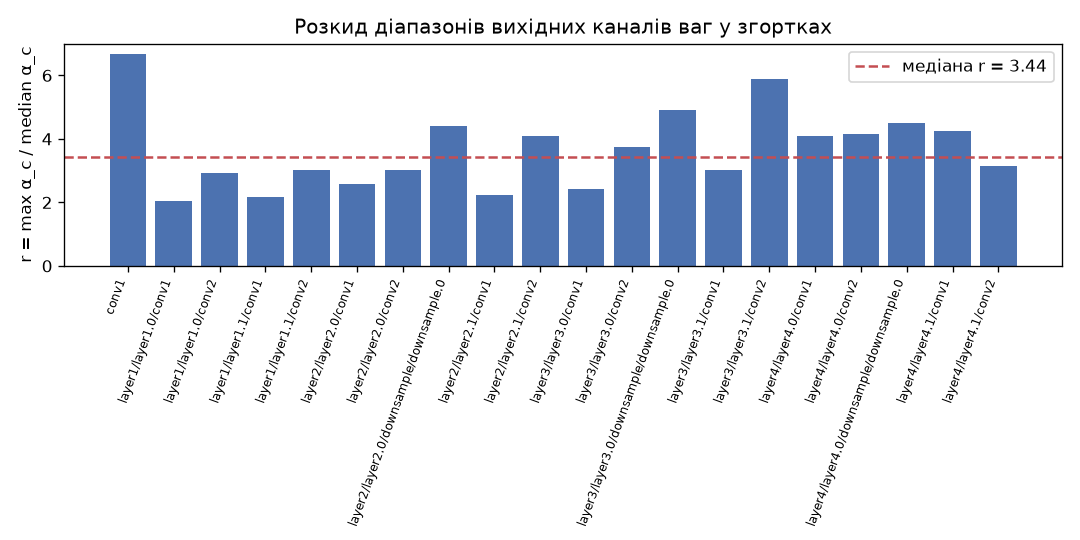 Розкид діапазонів вихідних каналів ваг у згортках
r = max α_c / median α_c
6
4
2
0
медіана r = 3.44
conv1
layer1/layer1.0/conv1
layer1/layer1.0/conv2
layer1/layer1.1/conv1
layer1/layer1.1/conv2
layer2/layer2.0/conv1
layer2/layer2.0/conv2
layer2/layer2.0/downsample/downsample.0
layer2/layer2.1/conv1
layer2/layer2.1/conv2
layer3/layer3.0/conv1
layer3/layer3.0/conv2
layer3/layer3.0/downsample/downsample.0
layer3/layer3.1/conv1
layer3/layer3.1/conv2
layer4/layer4.0/conv1
layer4/layer4.0/conv2
layer4/layer4.0/downsample/downsample.0
layer4/layer4.1/conv1
layer4/layer4.1/conv2